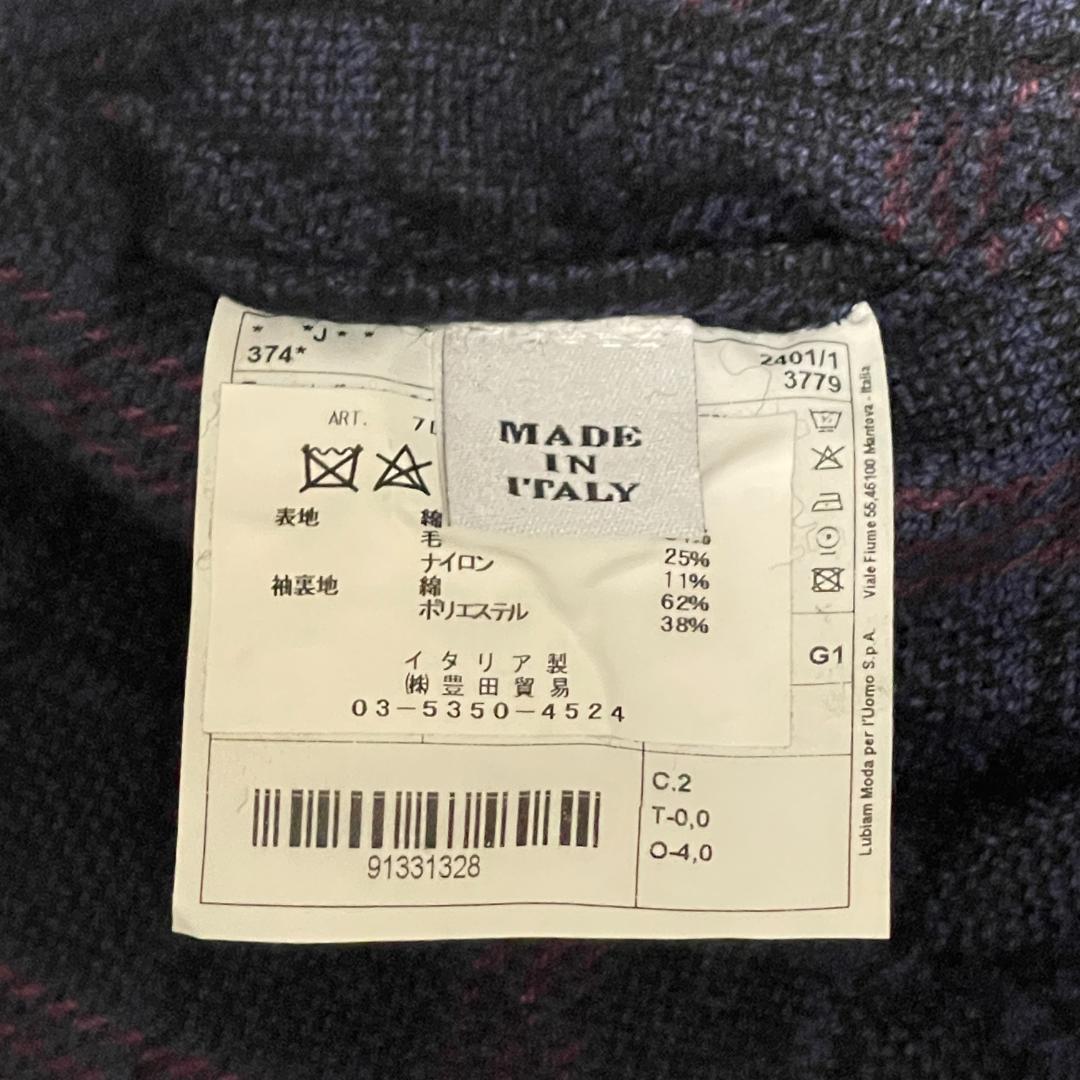 * *J* *
374*
2401/1
3779
ART. 7
MADE
IN
ITALY
表地 綿
毛 25%
ナイロン 11%
袖裏地 綿 62%
ポリエステル 38%
イタリア製
㈱ 豊田貿易
03-5350-4524
G1
C.2
T-0,0
O-4,0
91331328
Lubiam Moda per l'Uomo S.p.A. Viale Fiume 55,46100 Mantova - Italia